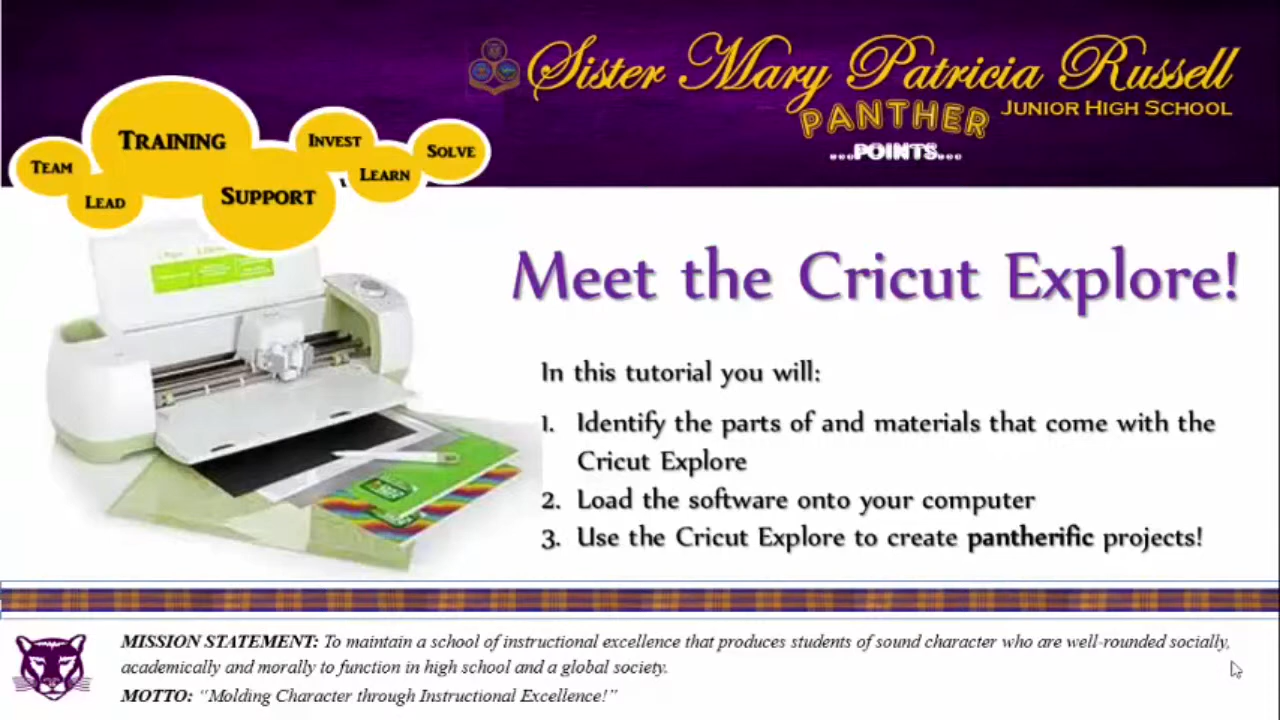 Sister Mary Patricia Russell
JUNIOR HIGH SCHOOL
PANTHER
...POINTS...
TEAM
TRAINING
LEAD
SUPPORT
INVEST
LEARN
SOLVE
Meet the Cricut Explore!
In this tutorial you will:
1. Identify the parts of and materials that come with the
Cricut Explore
2. Load the software onto your computer
3. Use the Cricut Explore to create pantherific projects!
MISSION STATEMENT: To maintain a school of instructional excellence that produces students of sound character who are well-rounded socially,
academically and morally to function in high school and a global society.
MOTTO: “Molding Character through Instructional Excellence!”